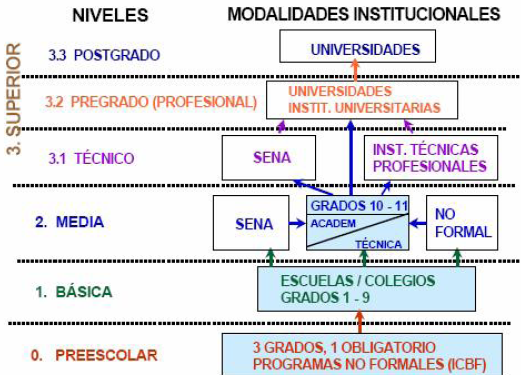 NIVELES
MODALIDADES INSTITUCIONALES
3. SUPERIOR
3.3 POSTGRADO
UNIVERSIDADES
3.2 PREGRADO (PROFESIONAL)
UNIVERSIDADES
INSTIT. UNIVERSITARIAS
3.1 TÉCNICO
SENA
INST. TÉCNICAS
PROFESIONALES
2. MEDIA
SENA
GRADOS 10 - 11
ACADEM
TÉCNICA
NO
FORMAL
1. BÁSICA
ESCUELAS / COLEGIOS
GRADOS 1 - 9
0. PREESCOLAR
3 GRADOS, 1 OBLIGATORIO
PROGRAMAS NO FORMALES (ICBF)